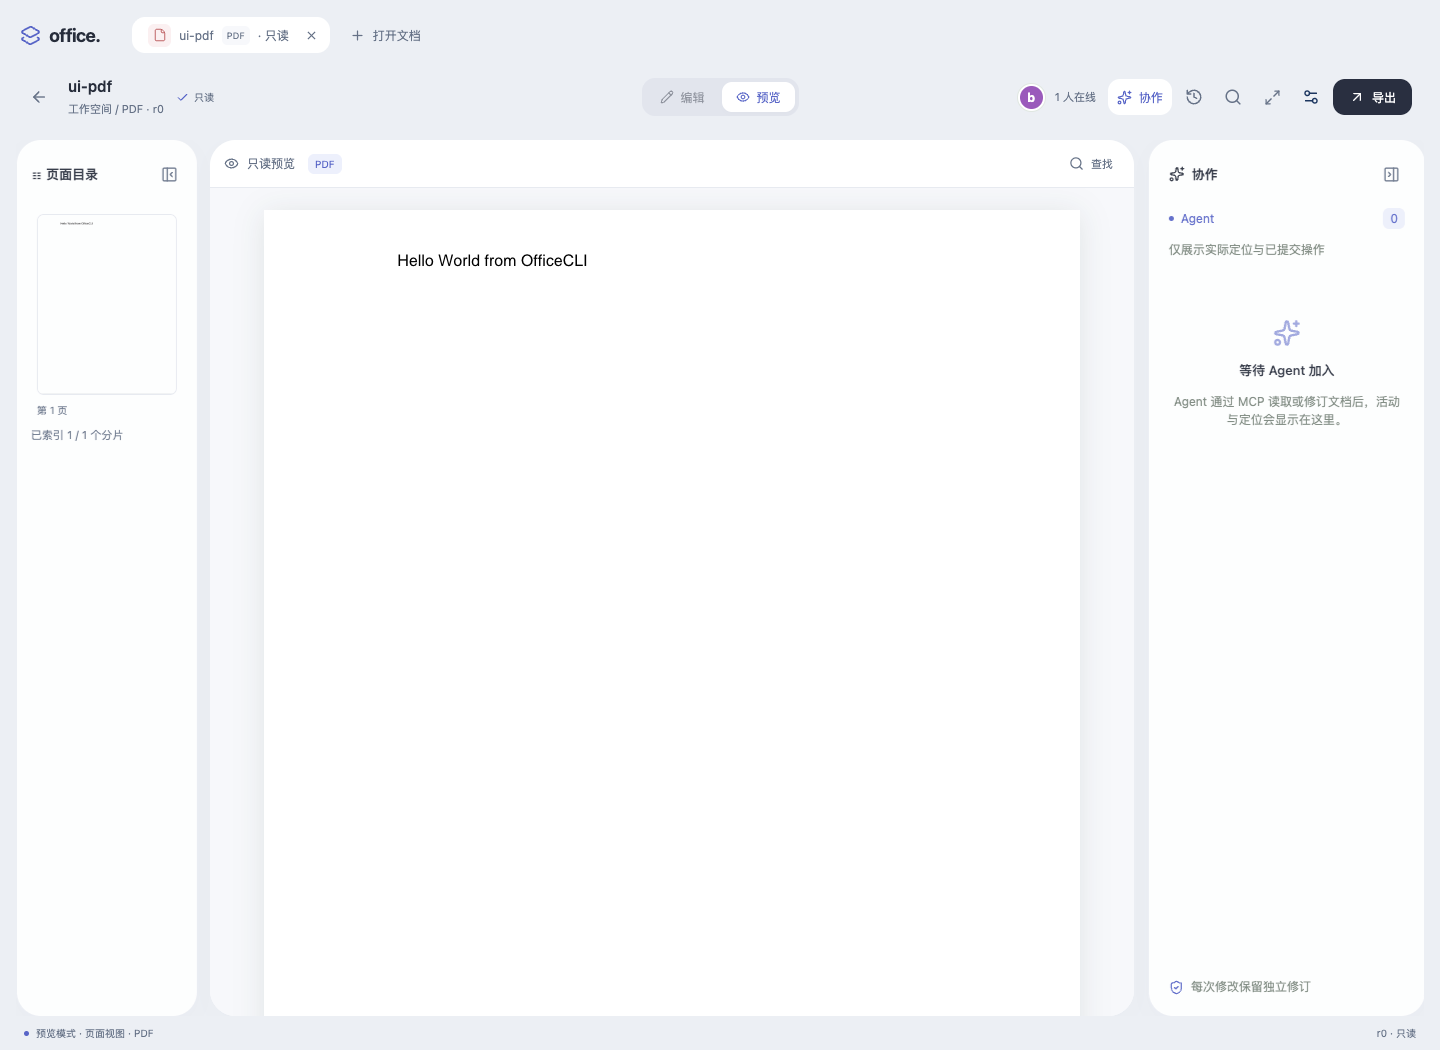 office.
ui-pdf PDF · 只读
打开文档
ui-pdf
工作空间 / PDF · r0
只读
编辑
预览
b
1 人在线
协作
导出
页面目录
第 1 页
已索引 1 / 1 个分片
只读预览 PDF
查找
Hello World from OfficeCLI
协作
Agent 0
仅展示实际定位与已提交操作
等待 Agent 加入
Agent 通过 MCP 读取或修订文档后，活动
与定位会显示在这里。
每次修改保留独立修订
预览模式 · 页面视图 · PDF
r0 · 只读